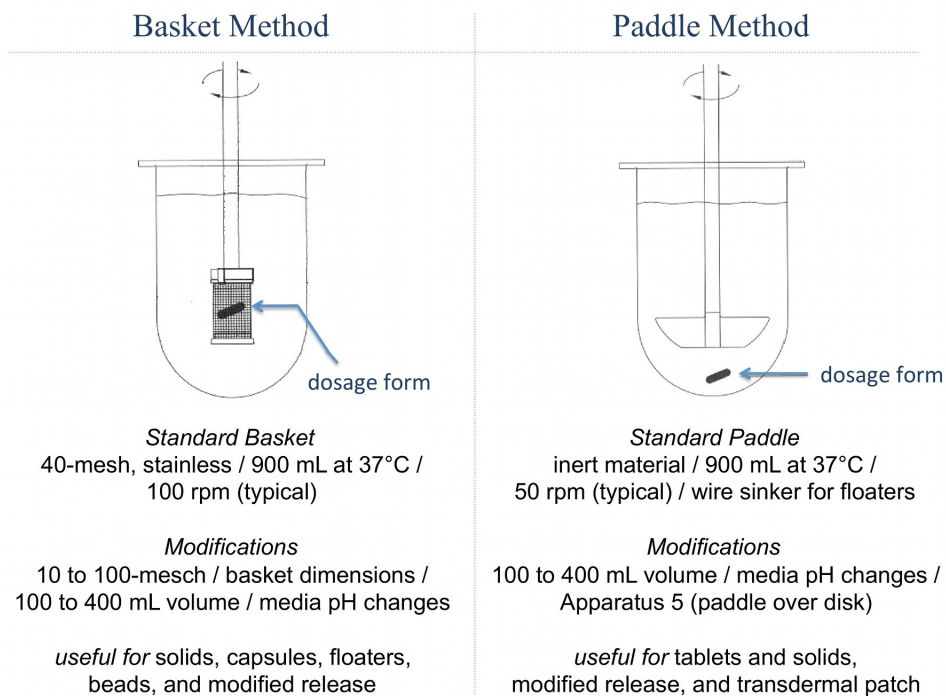 Basket Method
dosage form
Standard Basket
40-mesh, stainless / 900 mL at 37°C /
100 rpm (typical)
Modifications
10 to 100-mesch / basket dimensions /
100 to 400 mL volume / media pH changes
useful for solids, capsules, floaters,
beads, and modified release
Paddle Method
dosage form
Standard Paddle
inert material / 900 mL at 37°C /
50 rpm (typical) / wire sinker for floaters
Modifications
100 to 400 mL volume / media pH changes /
Apparatus 5 (paddle over disk)
useful for tablets and solids,
modified release, and transdermal patch